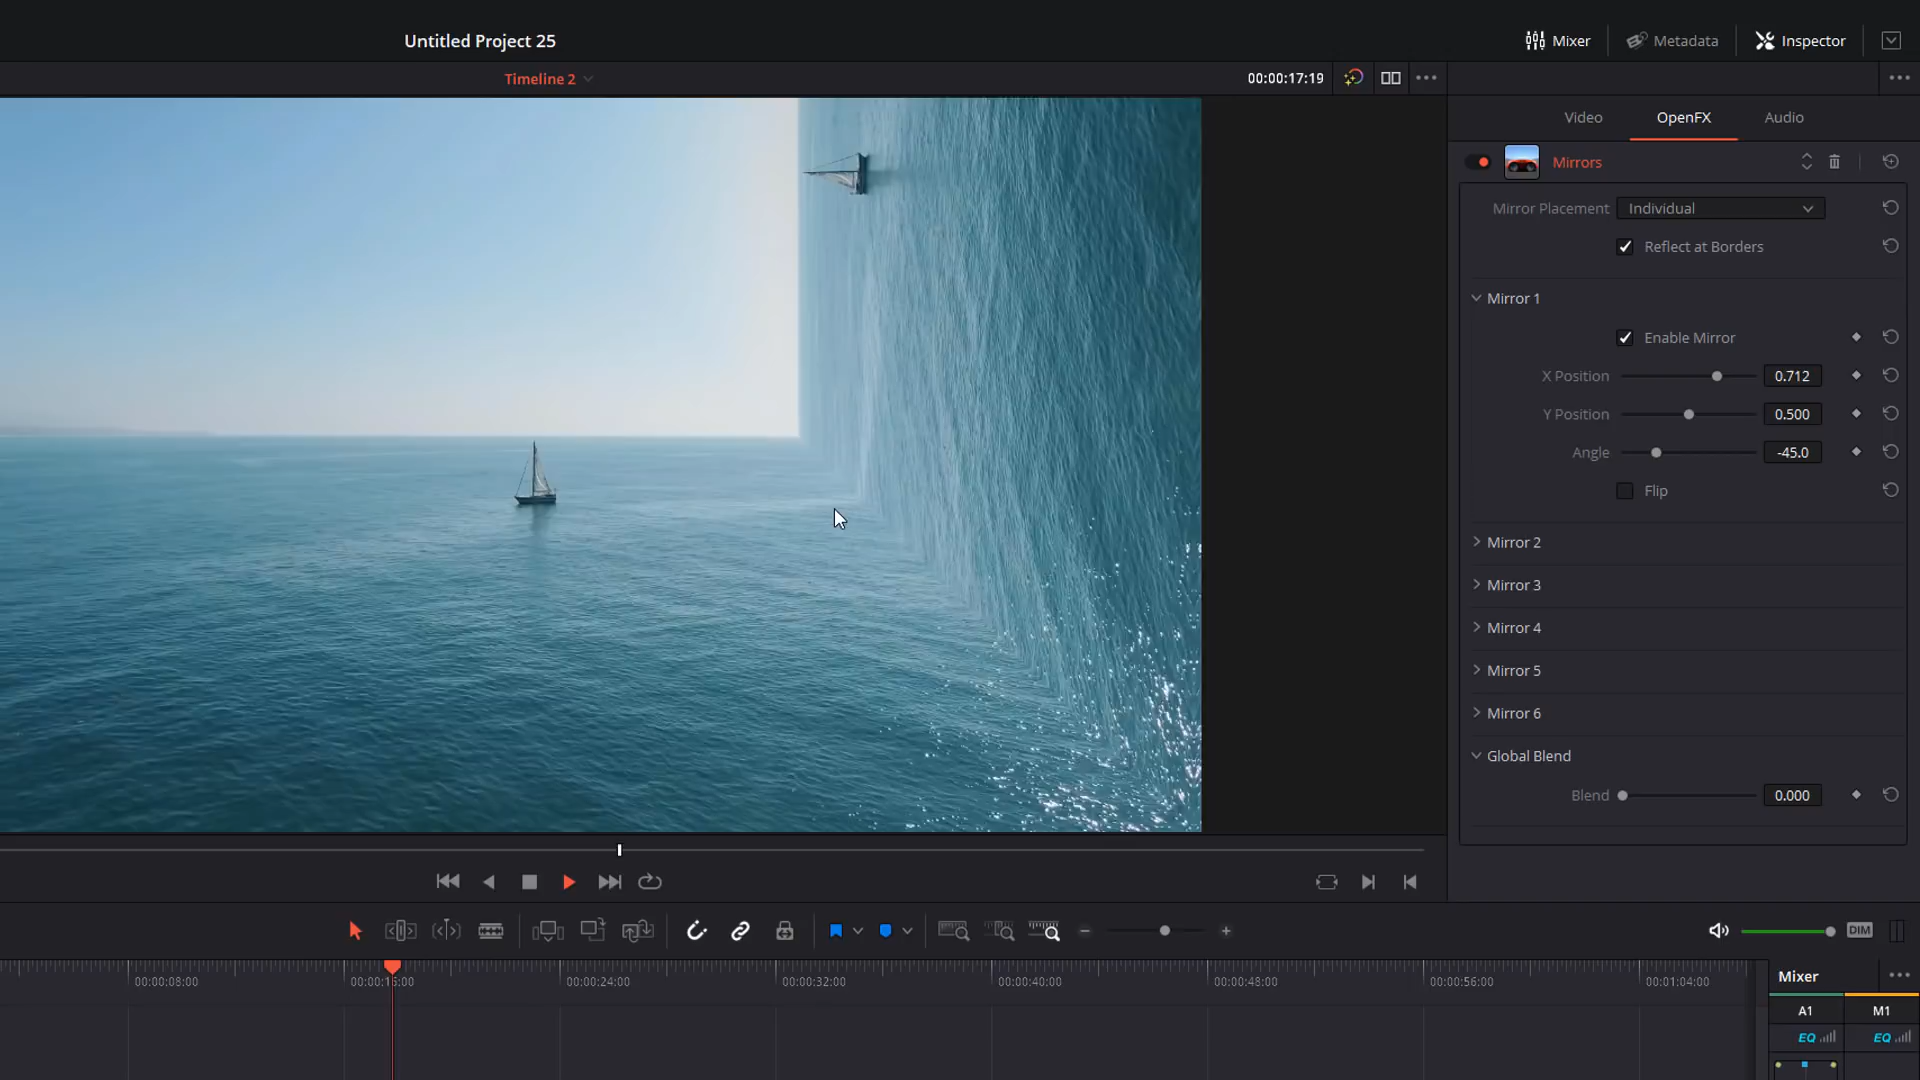 Untitled Project 25
Mixer
Metadata
Inspector
Timeline 2
00:00:17:19
Video
OpenFX
Audio
Mirrors
Mirror Placement
Individual
Reflect at Borders
Mirror 1
Enable Mirror
X Position
0.712
Y Position
0.500
Angle
-45.0
Flip
Mirror 2
Mirror 3
Mirror 4
Mirror 5
Mirror 6
Global Blend
Blend
0.000
DIM
00:00:08:00
00:00:16:00
00:00:24:00
00:00:32:00
00:00:40:00
00:00:48:00
00:00:56:00
00:01:04:00
Mixer
A1
M1
EQ
EQ